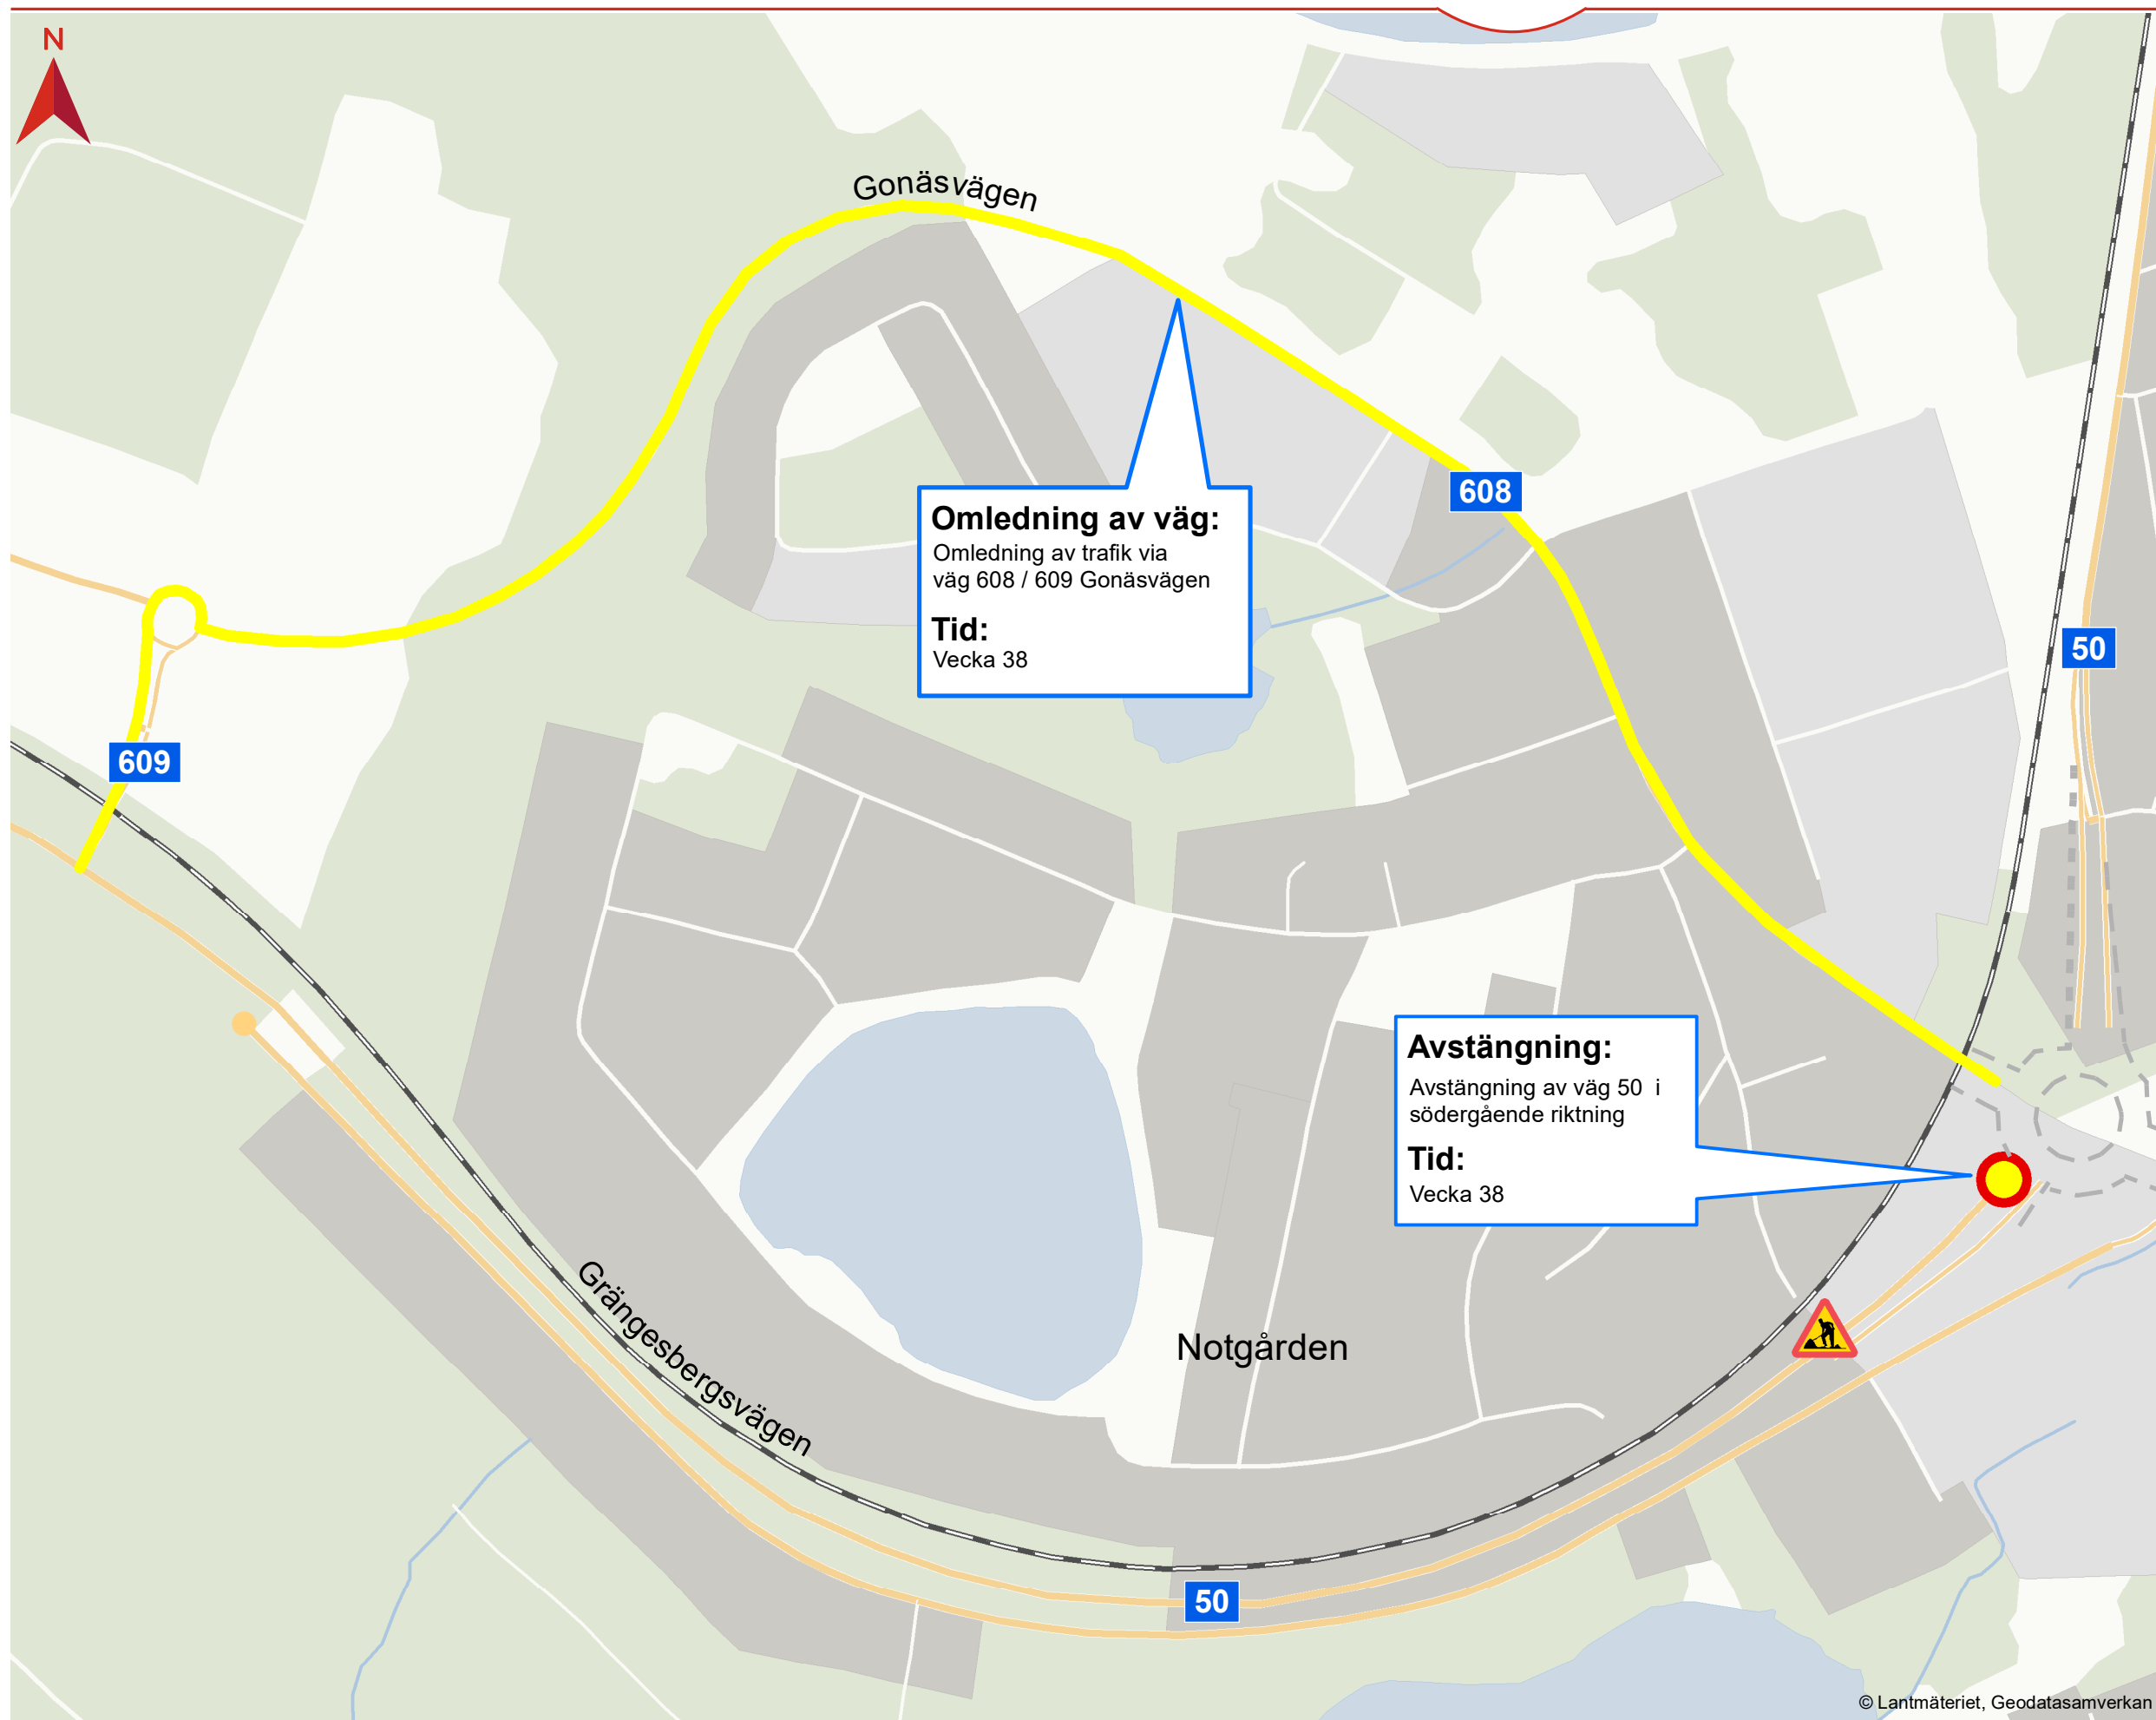 N
Gonäsvägen
608
Omledning av väg:
Omledning av trafik via
väg 608 / 609 Gonäsvägen
Tid:
Vecka 38
50
609
Avstängning:
Avstängning av väg 50  i
södergående riktning
Tid:
Vecka 38
Grängesbergsvägen
Notgården
50
© Lantmäteriet, Geodatasamverkan